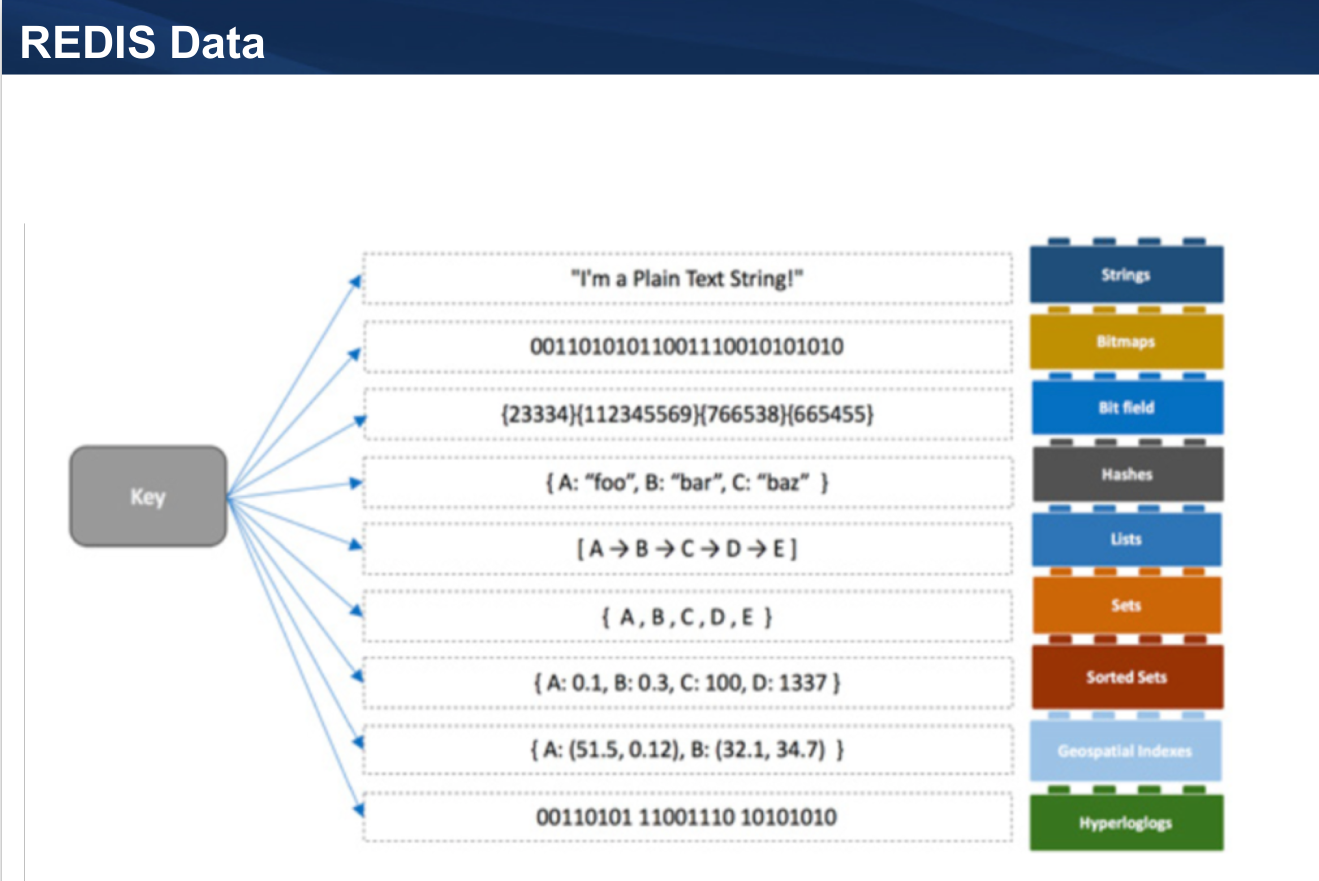 REDIS Data
"I'm a Plain Text String!"
Strings
00110101011001110010101010
Bitmaps
{23334}{112345569}{766538}{665455}
Bit field
Key
{ A: “foo”, B: “bar”, C: “baz” }
Hashes
[ A → B → C → D → E ]
Lists
{ A , B , C , D , E }
Sets
{ A: 0.1, B: 0.3, C: 100, D: 1337 }
Sorted Sets
{ A: (51.5, 0.12), B: (32.1, 34.7) }
Geospatial Indexes
00110101 11001110 10101010
Hyperloglogs